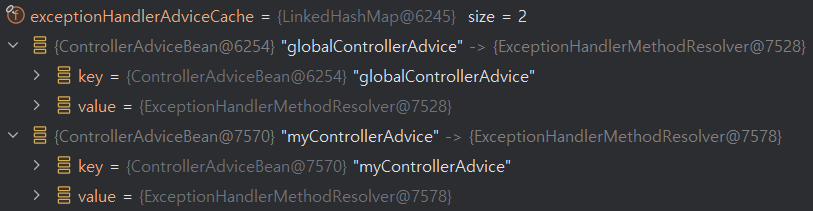 exceptionHandlerAdviceCache = {LinkedHashMap@6245} size = 2
{ControllerAdviceBean@6254} "globalControllerAdvice" -> {ExceptionHandlerMethodResolver@7528}
key = {ControllerAdviceBean@6254} "globalControllerAdvice"
value = {ExceptionHandlerMethodResolver@7528}
{ControllerAdviceBean@7570} "myControllerAdvice" -> {ExceptionHandlerMethodResolver@7578}
key = {ControllerAdviceBean@7570} "myControllerAdvice"
value = {ExceptionHandlerMethodResolver@7578}